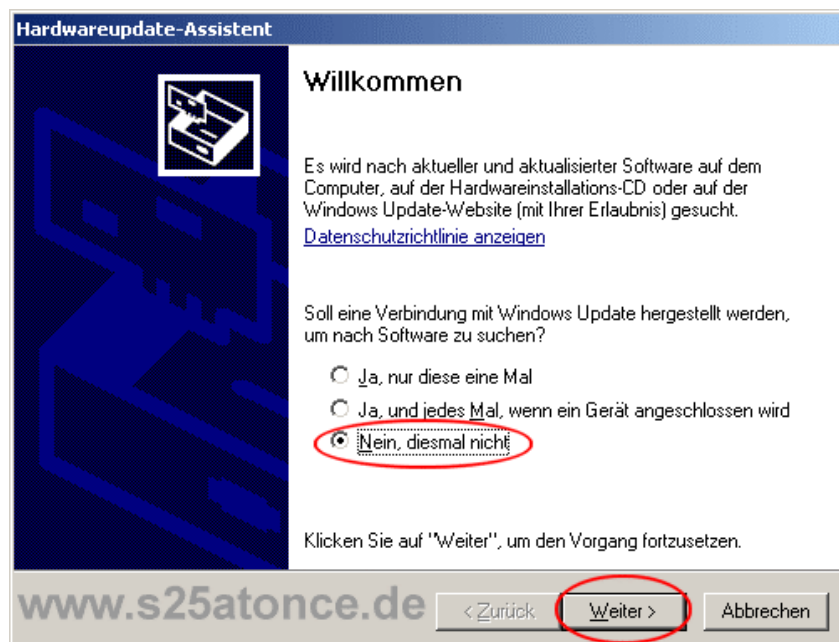 Hardwareupdate-Assistent
Willkommen
Es wird nach aktueller und aktualisierter Software auf dem
Computer, auf der Hardwareinstallations-CD oder auf der
Windows Update-Website (mit Ihrer Erlaubnis) gesucht.
Datenschutzrichtlinie anzeigen
Soll eine Verbindung mit Windows Update hergestellt werden,
um nach Software zu suchen?
Ja, nur diese eine Mal
Ja, und jedes Mal, wenn ein Gerät angeschlossen wird
Nein, diesmal nicht
Klicken Sie auf "Weiter", um den Vorgang fortzusetzen.
www.s25atonce.de < Zurück Weiter > Abbrechen